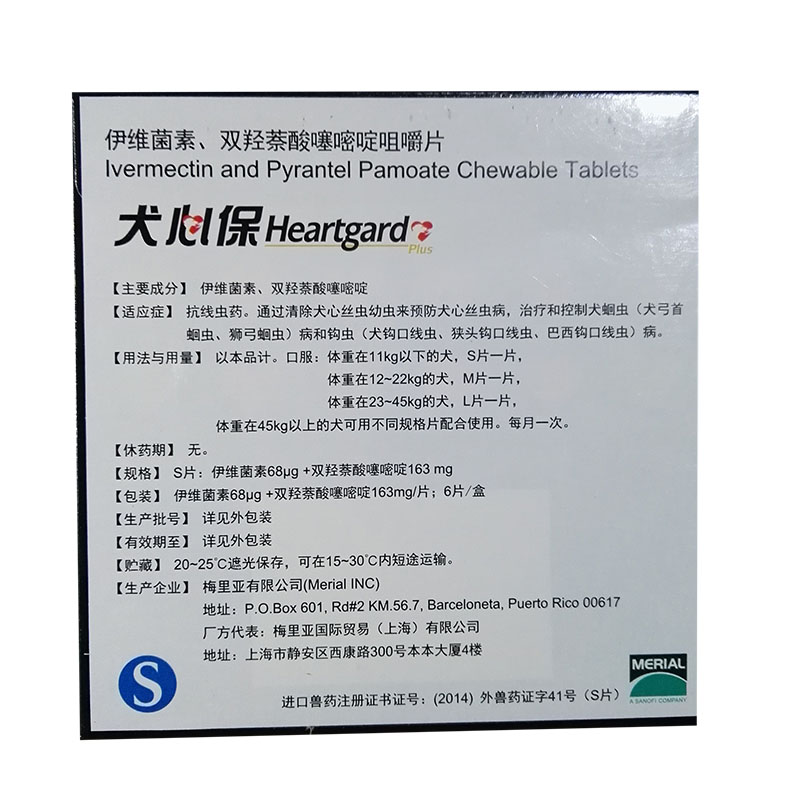 伊维菌素、双羟萘酸噻嘧啶咀嚼片
Ivermectin and Pyrantel Pamoate Chewable Tablets
犬心保Heartgard
Plus
【主要成分】 伊维菌素、双羟萘酸噻嘧啶
【适应症】 抗线虫药。通过清除犬心丝虫幼虫来预防犬心丝虫病，治疗和控制犬蛔虫（犬弓首
蛔虫、狮弓蛔虫）病和钩虫（犬钩口线虫、狭头钩口线虫、巴西钩口线虫）病。
【用法与用量】 以本品计。口服：体重在11kg以下的犬，S片一片，
体重在12~22kg的犬，M片一片，
体重在23~45kg的犬，L片一片，
体重在45kg以上的犬可用不同规格片配合使用。每月一次。
【休药期】 无。
【规格】 S片：伊维菌素68μg +双羟萘酸噻嘧啶163 mg
【包装】 伊维菌素68μg +双羟萘酸噻嘧啶163mg/片；6片/盒
【生产批号】 详见外包装
【有效期至】 详见外包装
【贮藏】 20~25℃遮光保存，可在15~30℃内短途运输。
【生产企业】 梅里亚有限公司(Merial INC)
地址：P.O.Box 601, Rd#2 KM.56.7, Barceloneta, Puerto Rico 00617
厂方代表：梅里亚国际贸易（上海）有限公司
地址：上海市静安区西康路300号本本大厦4楼
S
MERIAL
A SANOFI COMPANY
进口兽药注册证书证号：(2014) 外兽药证字41号（S片）